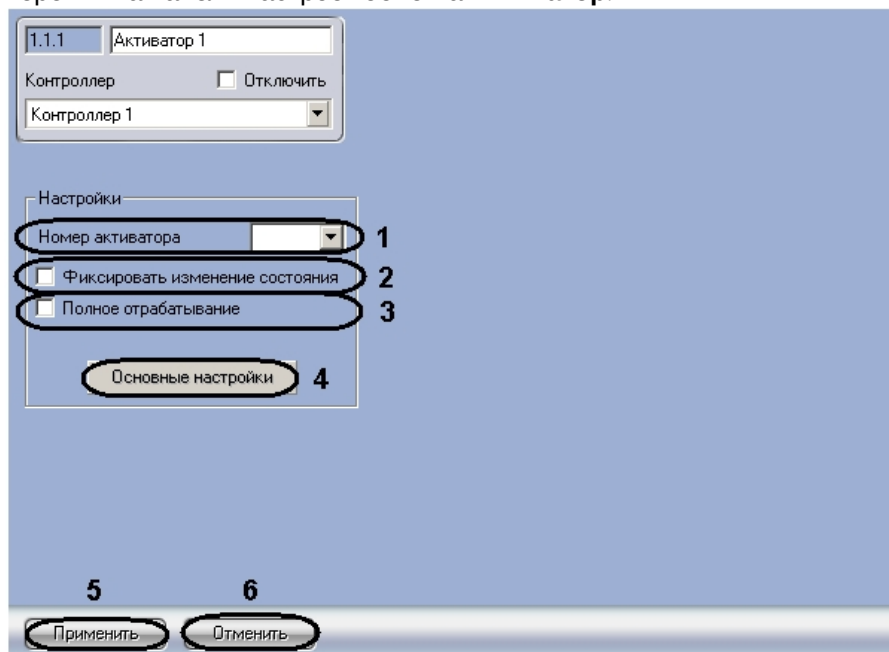 1.1.1 Активатор 1
Контроллер Отключить
Контроллер 1
Настройки
Номер активатора 1
Фиксировать изменение состояния 2
Полное отрабатывание 3
Основные настройки 4
5 6
Применить Отменить